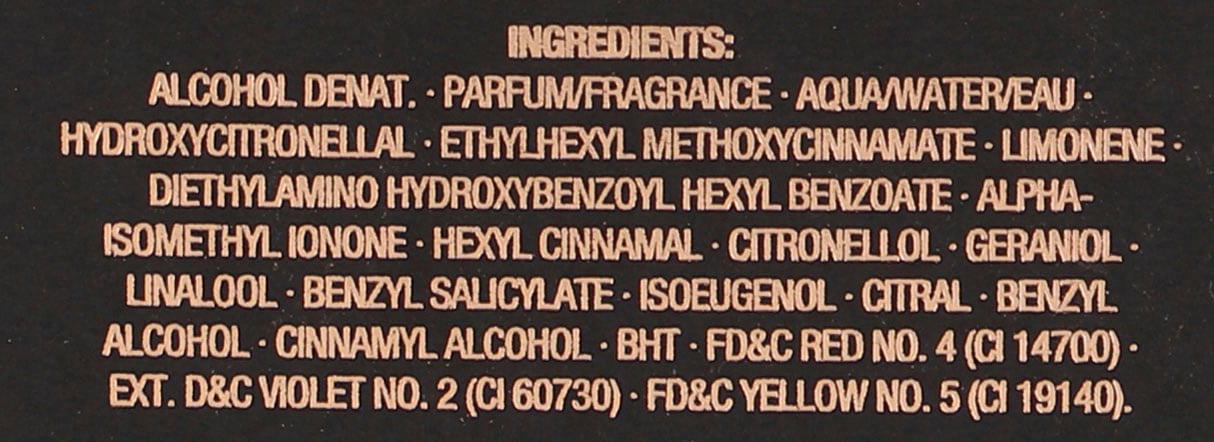 INGREDIENTS:
ALCOHOL DENAT. · PARFUM/FRAGRANCE · AQUA/WATER/EAU ·
HYDROXYCITRONELLAL · ETHYLHEXYL METHOXYCINNAMATE · LIMONENE ·
DIETHYLAMINO HYDROXYBENZOYL HEXYL BENZOATE · ALPHA-
ISOMETHYL IONONE · HEXYL CINNAMAL · CITRONELLOL · GERANIOL ·
LINALOOL · BENZYL SALICYLATE · ISOEUGENOL · CITRAL · BENZYL
ALCOHOL · CINNAMYL ALCOHOL · BHT · FD&C RED NO. 4 (CI 14700) ·
EXT. D&C VIOLET NO. 2 (CI 60730) · FD&C YELLOW NO. 5 (CI 19140).